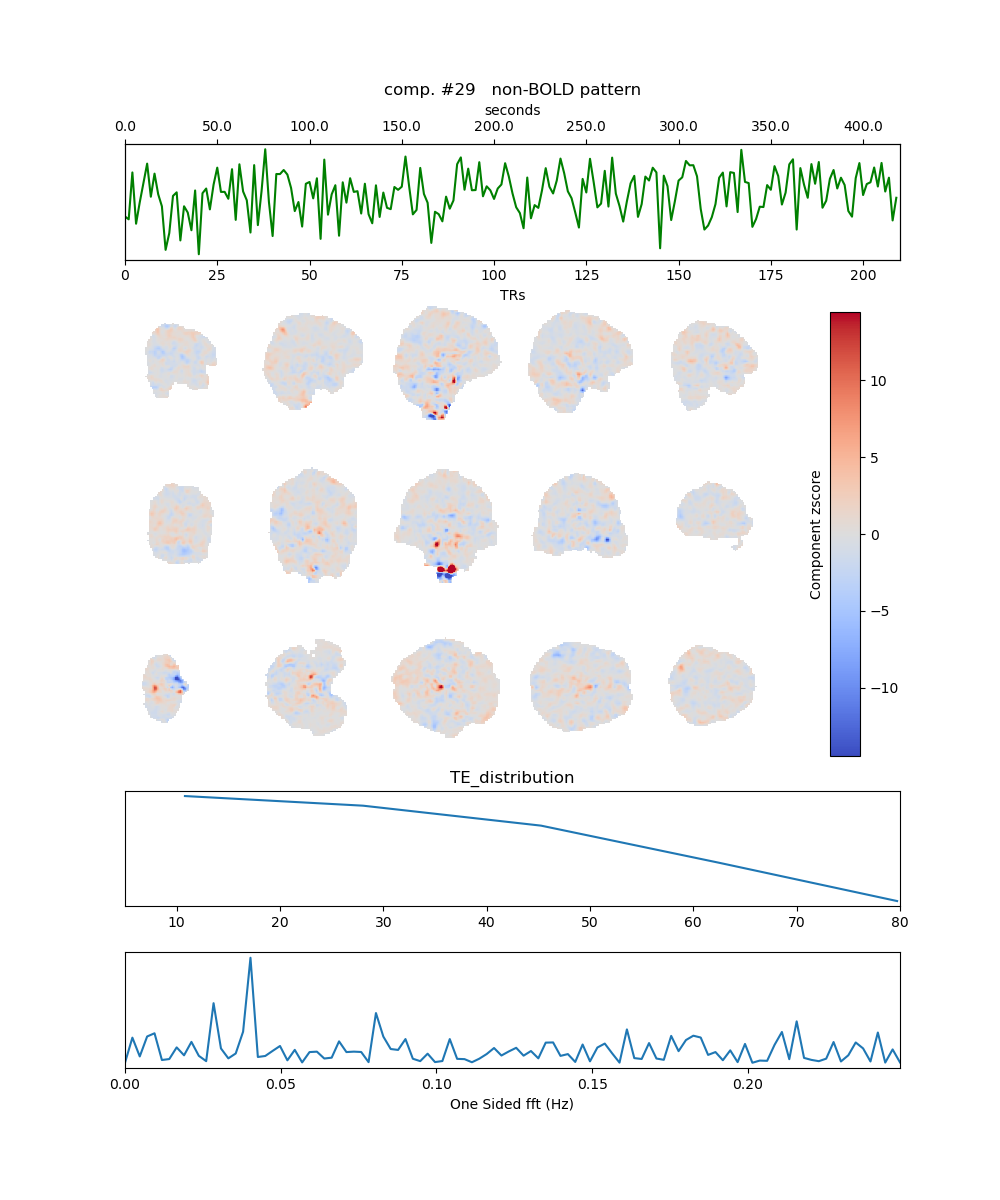 comp. #29   non-BOLD pattern
seconds
0.0 50.0 100.0 150.0 200.0 250.0 300.0 350.0 400.0
0 25 50 75 100 125 150 175 200
TRs
10
5
0
−5
−10
Component zscore
TE_distribution
10 20 30 40 50 60 70 80
0.00 0.05 0.10 0.15 0.20
One Sided fft (Hz)